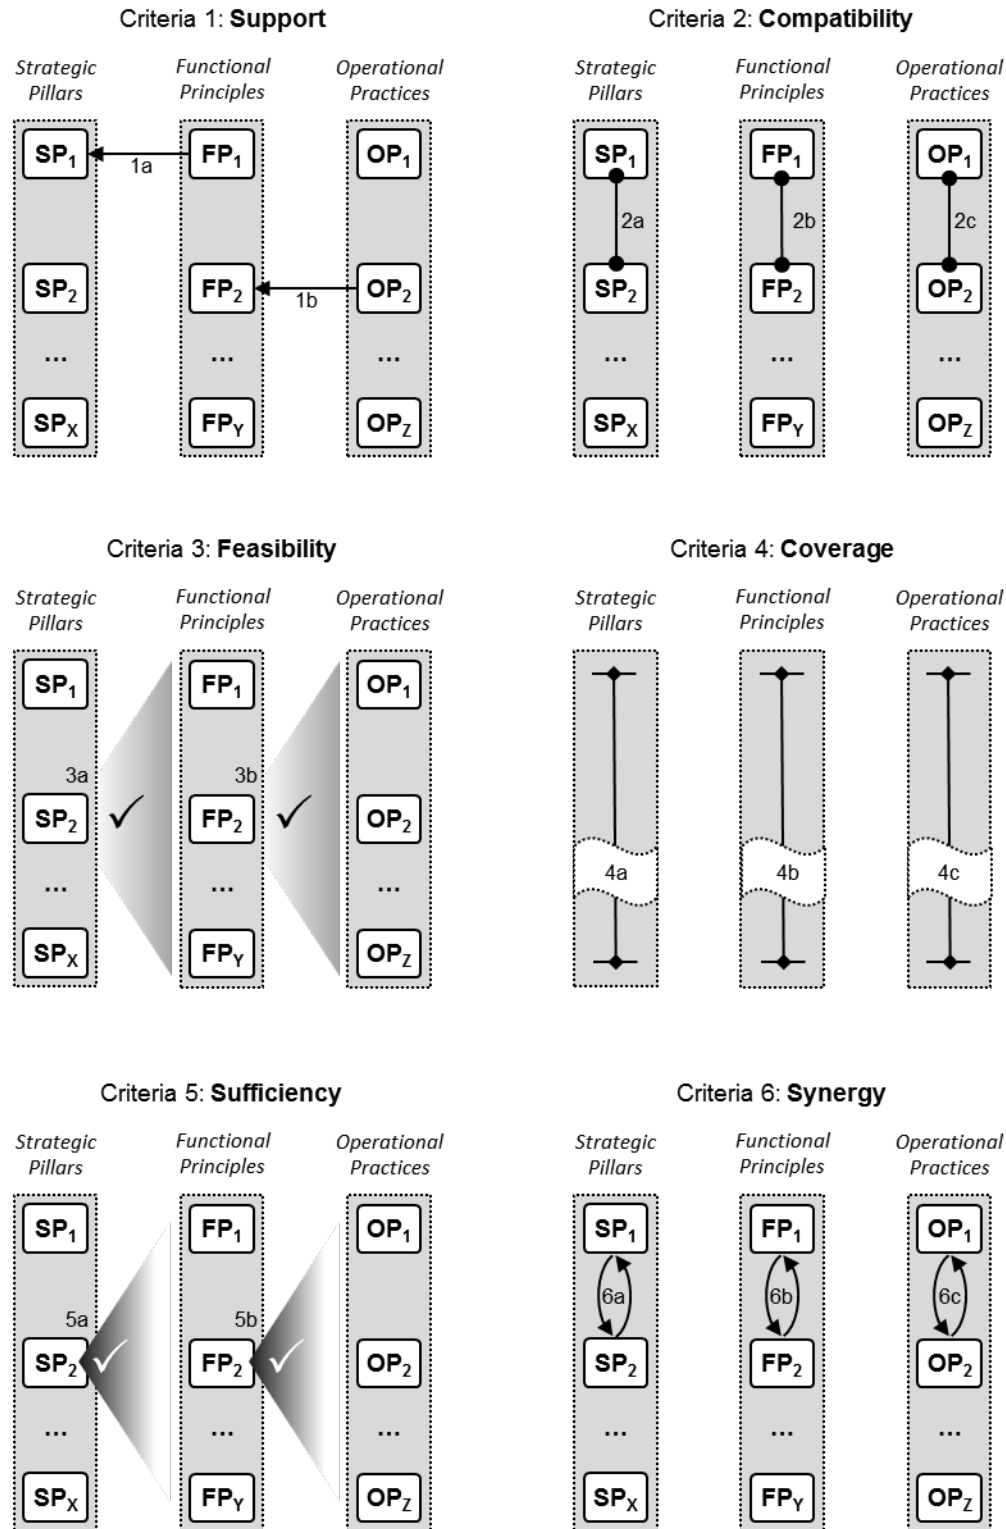 Criteria 1: Support
Strategic Pillars
Functional Principles
Operational Practices
SP1
FP1
OP1
1a
SP2
FP2
OP2
1b
...
...
...
SPX
FPY
OPZ
Criteria 2: Compatibility
Strategic Pillars
Functional Principles
Operational Practices
SP1
FP1
OP1
2a
2b
2c
SP2
FP2
OP2
...
...
...
SPX
FPY
OPZ
Criteria 3: Feasibility
Strategic Pillars
Functional Principles
Operational Practices
SP1
FP1
OP1
3a
3b
SP2
FP2
OP2
...
...
...
SPX
FPY
OPZ
Criteria 4: Coverage
Strategic Pillars
Functional Principles
Operational Practices
4a
4b
4c
Criteria 5: Sufficiency
Strategic Pillars
Functional Principles
Operational Practices
SP1
FP1
OP1
5a
5b
SP2
FP2
OP2
...
...
...
SPX
FPY
OPZ
Criteria 6: Synergy
Strategic Pillars
Functional Principles
Operational Practices
SP1
FP1
OP1
6a
6b
6c
SP2
FP2
OP2
...
...
...
SPX
FPY
OPZ